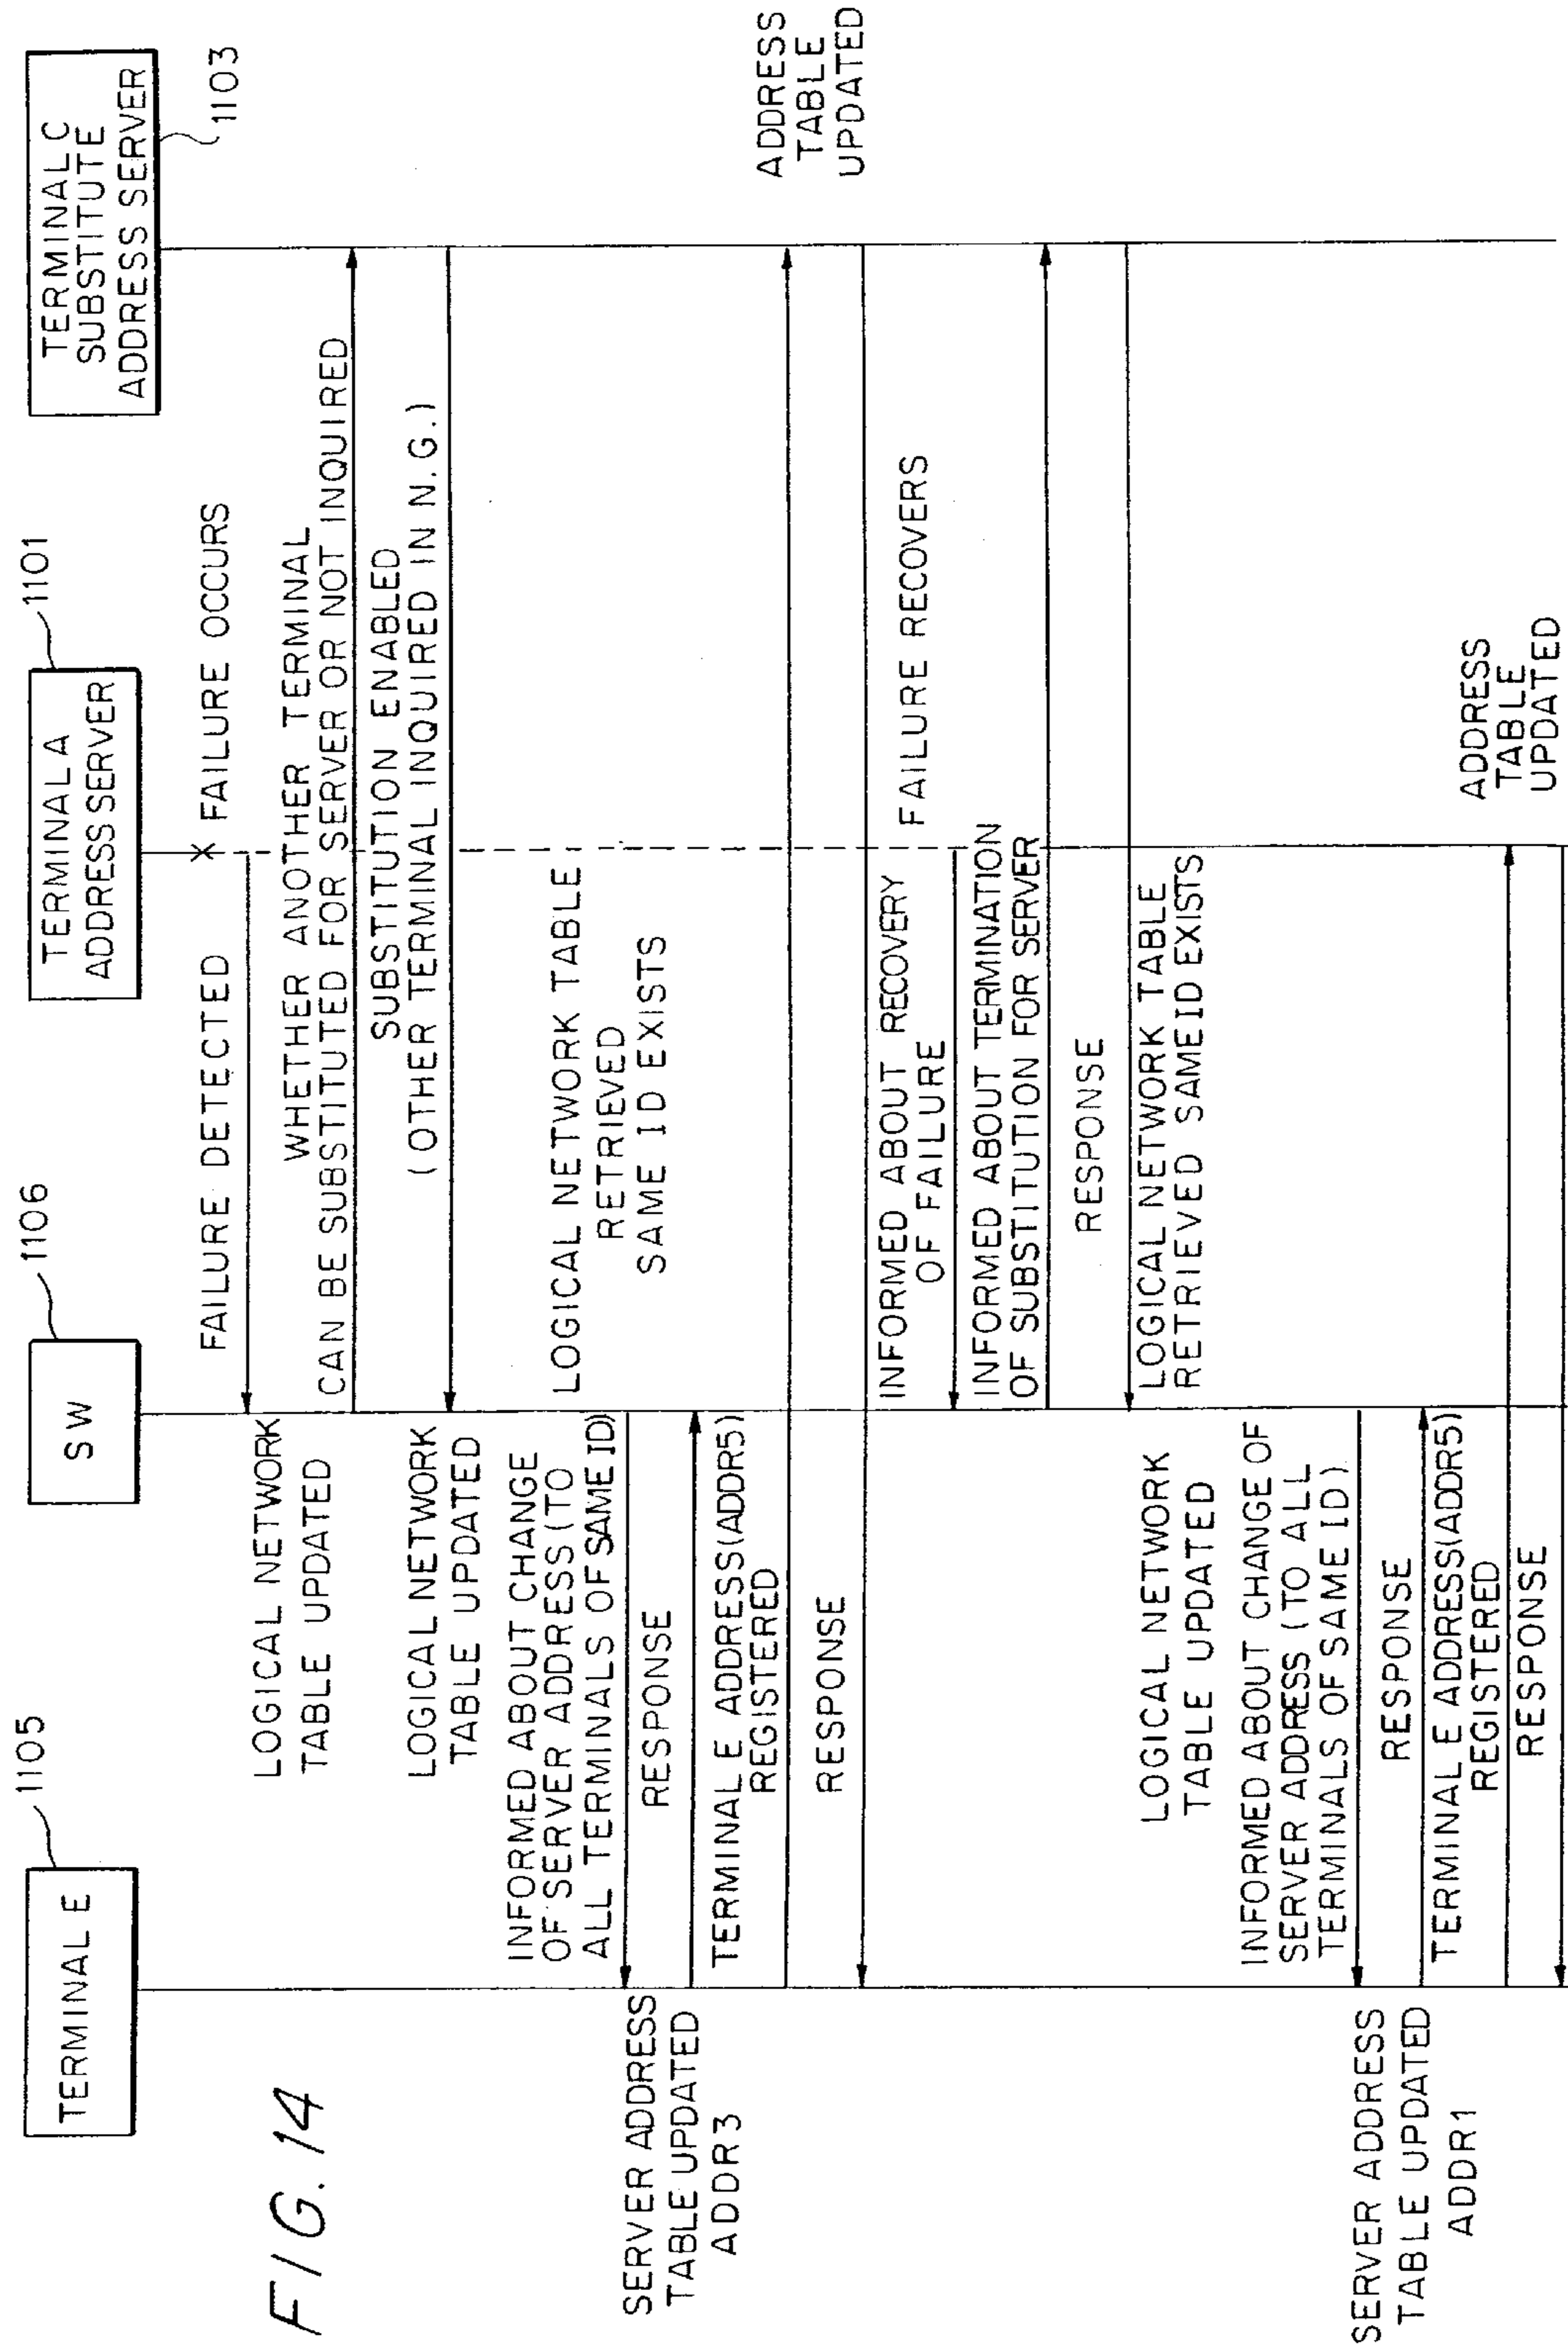 FIG. 14
TERMINAL E
1105
SW
1106
TERMINAL A
ADDRESS SERVER
1101
TERMINAL C
SUBSTITUTE
ADDRESS SERVER
1103
FAILURE OCCURS
FAILURE DETECTED
LOGICAL NETWORK
TABLE UPDATED
WHETHER ANOTHER TERMINAL
CAN BE SUBSTITUTED FOR SERVER OR NOT INQUIRED
SUBSTITUTION ENABLED
(OTHER TERMINAL INQUIRED IN N.G.)
LOGICAL NETWORK
TABLE UPDATED
LOGICAL NETWORK TABLE
RETRIEVED
SAME ID EXISTS
INFORMED ABOUT CHANGE
OF SERVER ADDRESS (TO
ALL TERMINALS OF SAME ID)
SERVER ADDRESS
TABLE UPDATED
ADDR3
RESPONSE
TERMINAL E ADDRESS(ADDR5)
REGISTERED
ADDRESS
TABLE
UPDATED
RESPONSE
FAILURE RECOVERS
INFORMED ABOUT RECOVERY
OF FAILURE
INFORMED ABOUT TERMINATION
OF SUBSTITUTION FOR SERVER
RESPONSE
LOGICAL NETWORK TABLE
RETRIEVED SAME ID EXISTS
LOGICAL NETWORK
TABLE UPDATED
INFORMED ABOUT CHANGE OF
SERVER ADDRESS (TO ALL
TERMINALS OF SAME ID)
SERVER ADDRESS
TABLE UPDATED
ADDR1
RESPONSE
TERMINAL E ADDRESS(ADDR5)
REGISTERED
ADDRESS
TABLE
UPDATED
RESPONSE